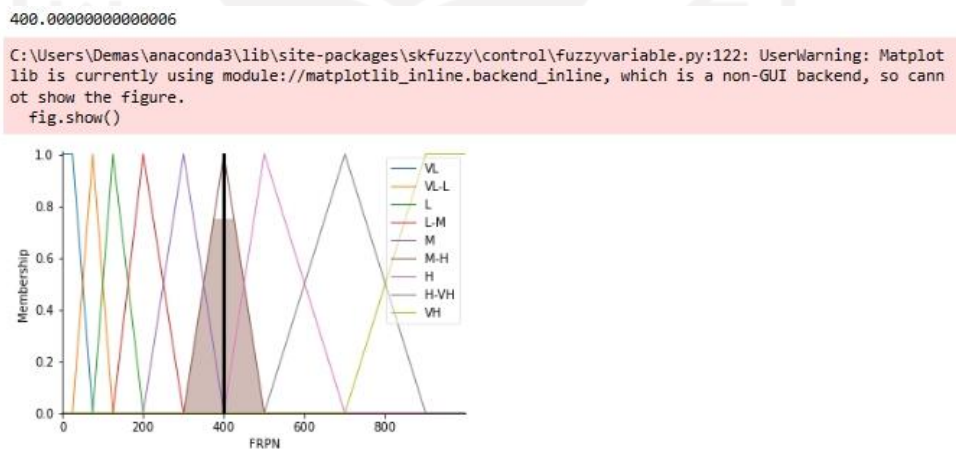 400.00000000000006
C:\Users\Demas\anaconda3\lib\site-packages\skfuzzy\control\fuzzyvariable.py:122: UserWarning: Matplot
lib is currently using module://matplotlib_inline.backend_inline, which is a non-GUI backend, so cann
ot show the figure.
fig.show()
1.0
0.8
0.6
0.4
0.2
0.0
Membership
0
200
400
600
800
FRPN
VL
VL-L
L
L-M
M
M-H
H
H-VH
VH